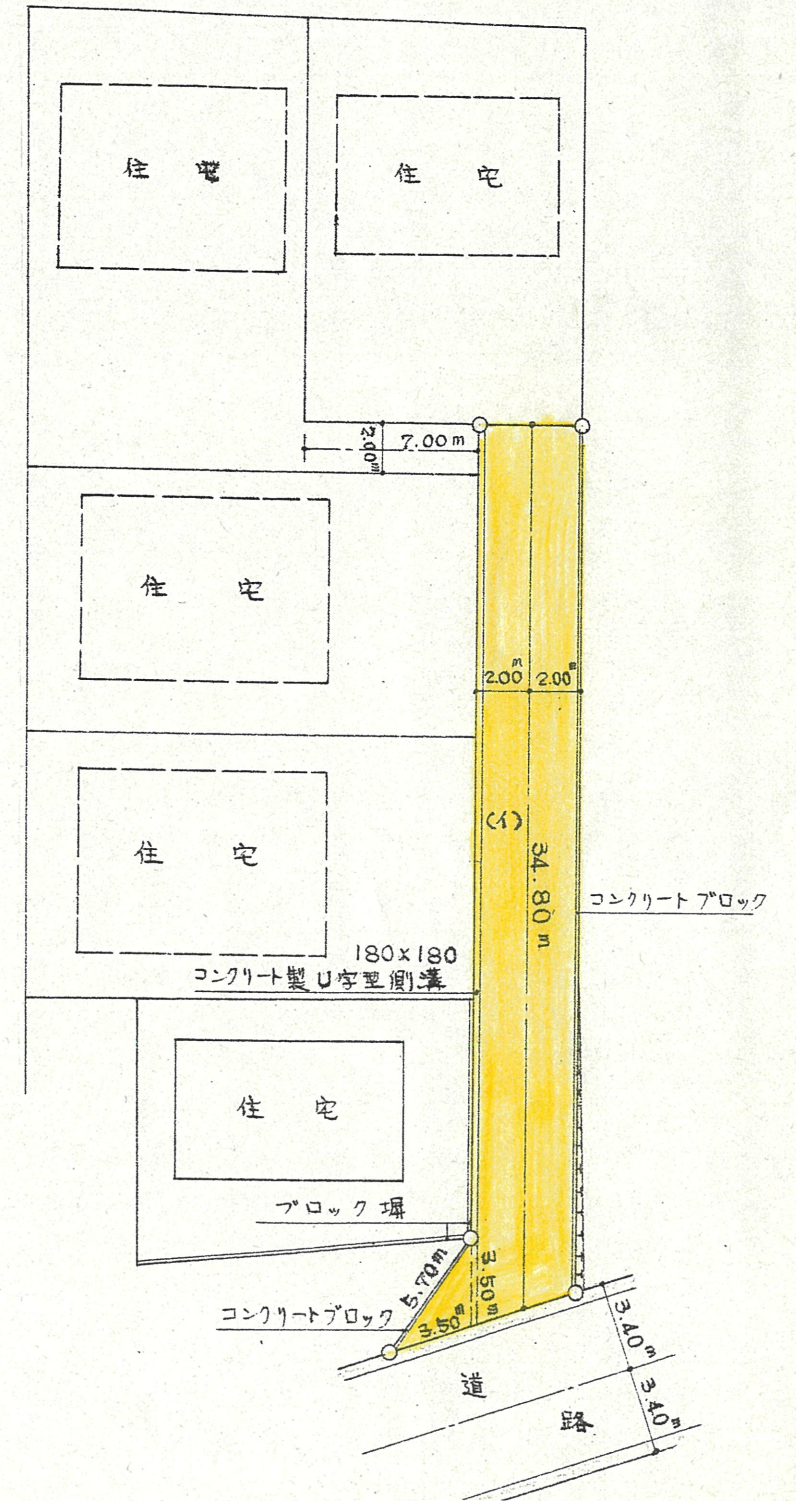 住 宅
住 宅
2.00m
7.00m
住 宅
2.00m
2.00m
(イ)
34.80m
住 宅
コンクリートブロック
180×180
コンクリート製U字型側溝
住 宅
ブロック塀
5.70m
3.50m
コンクリートブロック
3.50m
3.40m
道路
3.40m